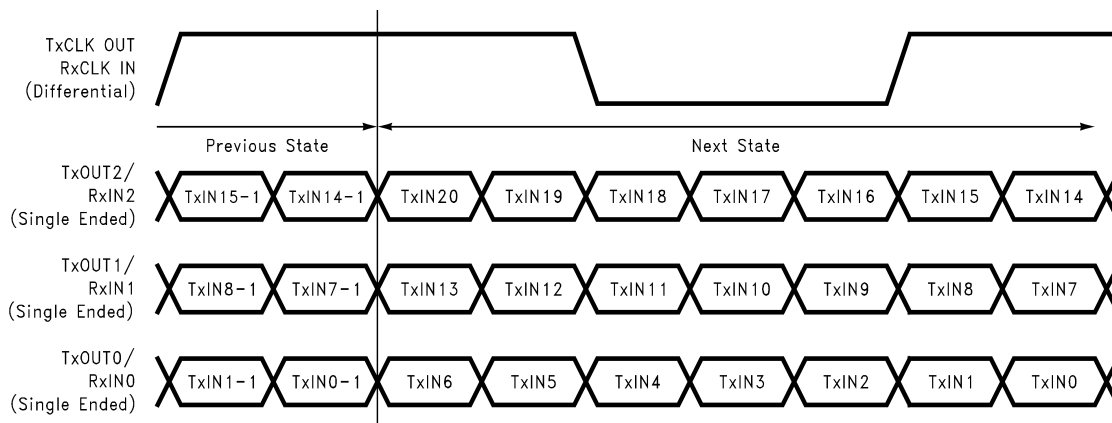 TxCLK OUT
RxCLK IN
(Differential)
Previous State
Next State
TxOUT2/
RxIN2
(Single Ended)
TxIN15-1 TxIN14-1 TxIN20 TxIN19 TxIN18 TxIN17 TxIN16 TxIN15 TxIN14
TxOUT1/
RxIN1
(Single Ended)
TxIN8-1 TxIN7-1 TxIN13 TxIN12 TxIN11 TxIN10 TxIN9 TxIN8 TxIN7
TxOUT0/
RxIN0
(Single Ended)
TxIN1-1 TxIN0-1 TxIN6 TxIN5 TxIN4 TxIN3 TxIN2 TxIN1 TxIN0